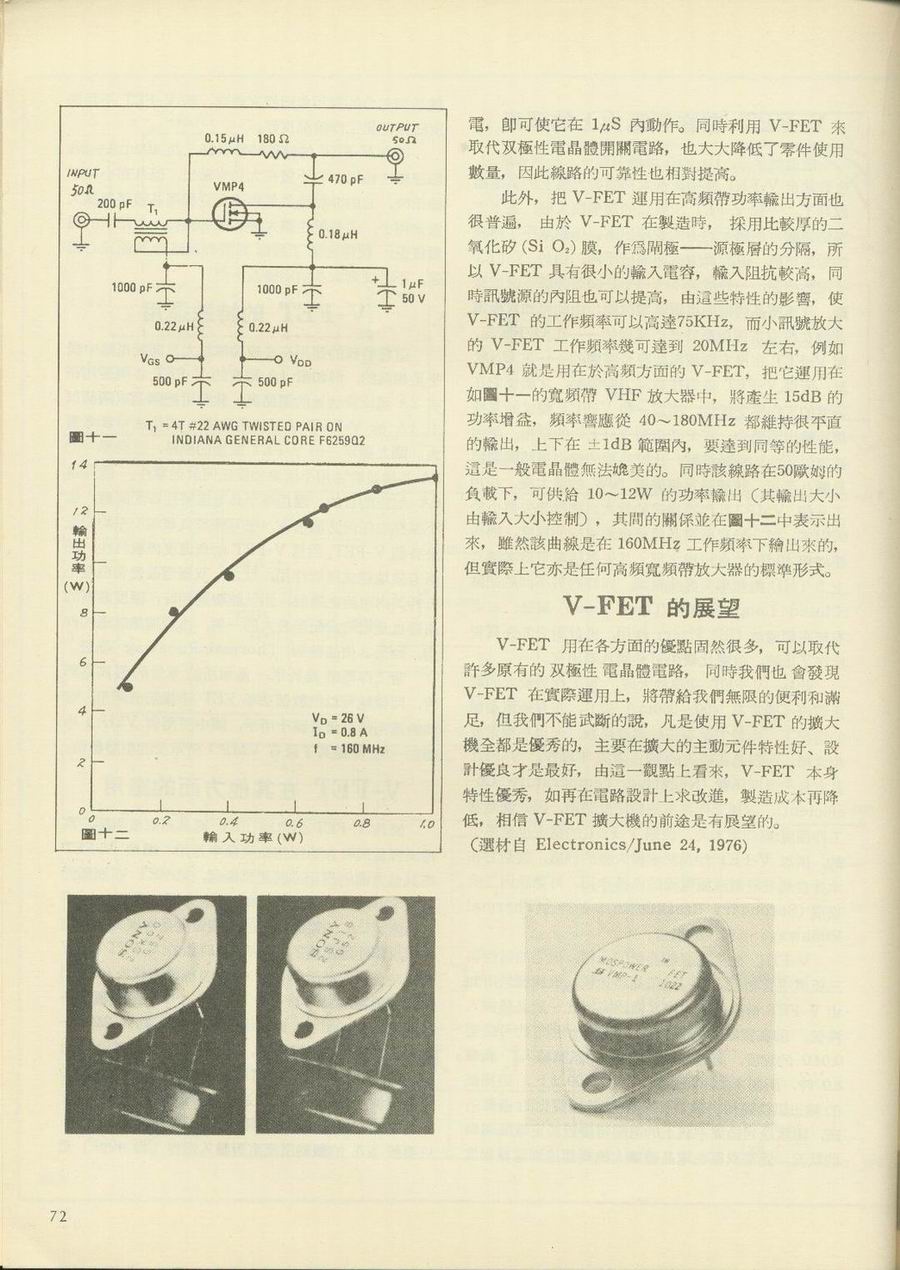 INPUT
50Ω
200 pF
T₁
0.15μH 180Ω
OUTPUT
50Ω
VMP4
470 pF
0.18μH
1000 pF
1000 pF
+
1μF
50 V
0.22μH
0.22μH
VGS
VDD
500 pF
500 pF
T₁ = 4T #22 AWG TWISTED PAIR ON
INDIANA GENERAL CORE F6259Q2
圖十一
14
12
輸出功率
(W)
8
6
4
2
0
VD = 26 V
ID = 0.8 A
f = 160 MHz
0 0.2 0.4 0.6 0.8 1.0
圖十二
輸入功率(W)
電，即可使它在 1μS 內動作。同時利用 V-FET 來
取代双極性電晶體開關電路，也大大降低了零件使用
數量，因此線路的可靠性也相對提高。
此外，把 V-FET 運用在高頻帶功率輸出方面也
很普遍，由於 V-FET 在製造時，採用比較厚的二
氧化矽(Si O₂)膜，作爲閘極——源極層的分隔，所
以 V-FET 具有很小的輸入電容，輸入阻抗較高，同
時訊號源的內阻也可以提高，由這些特性的影響，使
V-FET 的工作頻率可以高達75KHz，而小訊號放大
的 V-FET 工作頻率幾可達到 20MHz 左右，例如
VMP4 就是用在於高頻方面的 V-FET，把它運用在
如圖十一的寬頻帶 VHF 放大器中，將產生 15dB 的
功率增益，頻率響應從 40～180MHz 都維持很平直
的輸出，上下在 ±1dB 範圍內，要達到同等的性能，
這是一般電晶體無法媲美的。同時該線路在50歐姆的
負載下，可供給 10～12W 的功率輸出（其輸出大小
由輸入大小控制），其間的關係並在圖十二中表示出
來，雖然該曲線是在 160MHz 工作頻率下繪出來的，
但實際上它亦是任何高頻寬頻帶放大器的標準形式。
V-FET 的展望
V-FET 用在各方面的優點固然很多，可以取代
許多原有的 双極性 電晶體電路，同時我們也 會發現
V-FET 在實際運用上，將帶給我們無限的便利和滿
足，但我們不能武斷的說，凡是使用 V-FET 的擴大
機全都是優秀的，主要在擴大的主動元件特性好、設
計優良才是最好，由這一觀點上看來，V-FET 本身
特性優秀，如再在電路設計上求改進，製造成本再降
低，相信 V-FET 擴大機的前途是有展望的。
(選材自 Electronics/June 24, 1976)
SONY
SONY
MOSPOWER
FET
VMP-1
1022
72